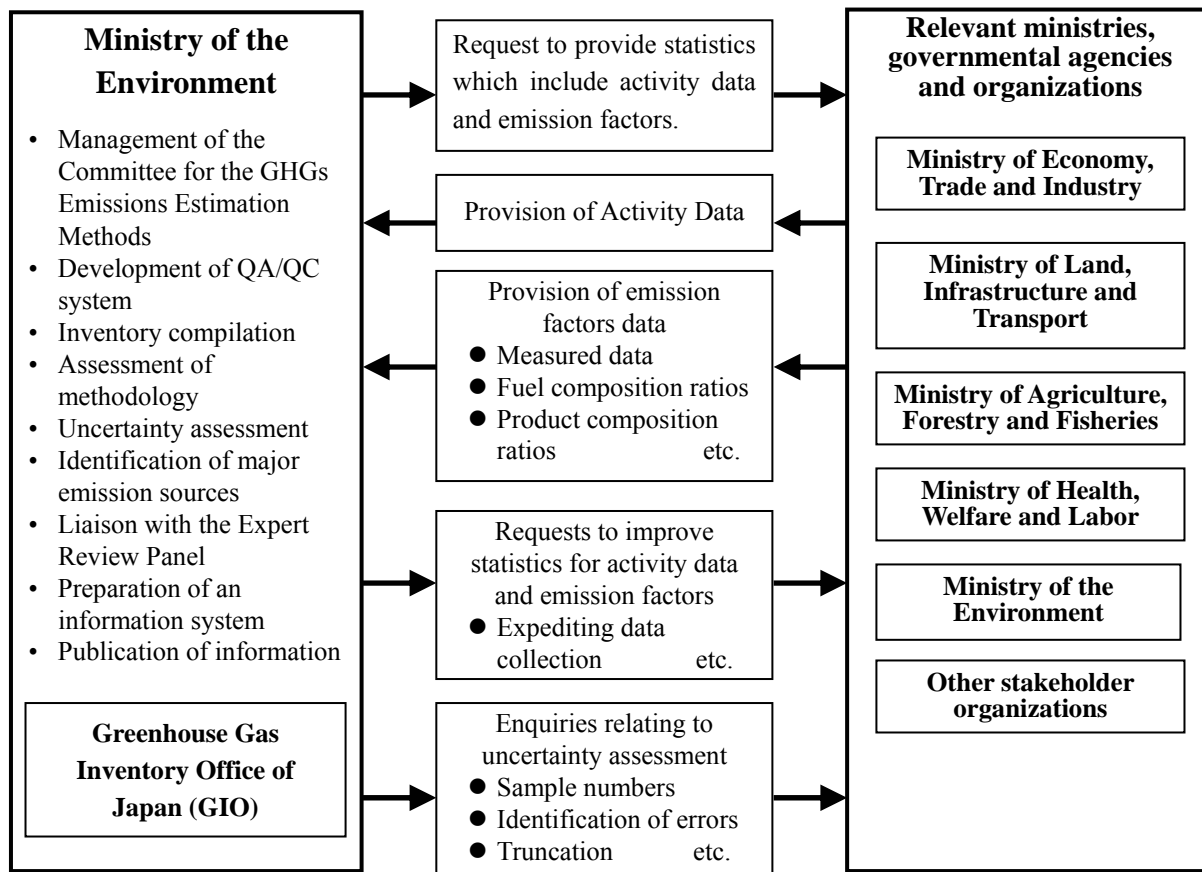 Ministry of the
Environment
• Management of the
Committee for the GHGs
Emissions Estimation
Methods
• Development of QA/QC
system
• Inventory compilation
• Assessment of
methodology
• Uncertainty assessment
• Identification of major
emission sources
• Liaison with the Expert
Review Panel
• Preparation of an
information system
• Publication of information
Greenhouse Gas
Inventory Office of
Japan (GIO)
Request to provide statistics
which include activity data
and emission factors.
Provision of Activity Data
Provision of emission
factors data
● Measured data
● Fuel composition ratios
● Product composition
ratios etc.
Requests to improve
statistics for activity data
and emission factors
● Expediting data
collection etc.
Enquiries relating to
uncertainty assessment
● Sample numbers
● Identification of errors
● Truncation etc.
Relevant ministries,
governmental agencies
and organizations
Ministry of Economy,
Trade and Industry
Ministry of Land,
Infrastructure and
Transport
Ministry of Agriculture,
Forestry and Fisheries
Ministry of Health,
Welfare and Labor
Ministry of the
Environment
Other stakeholder
organizations